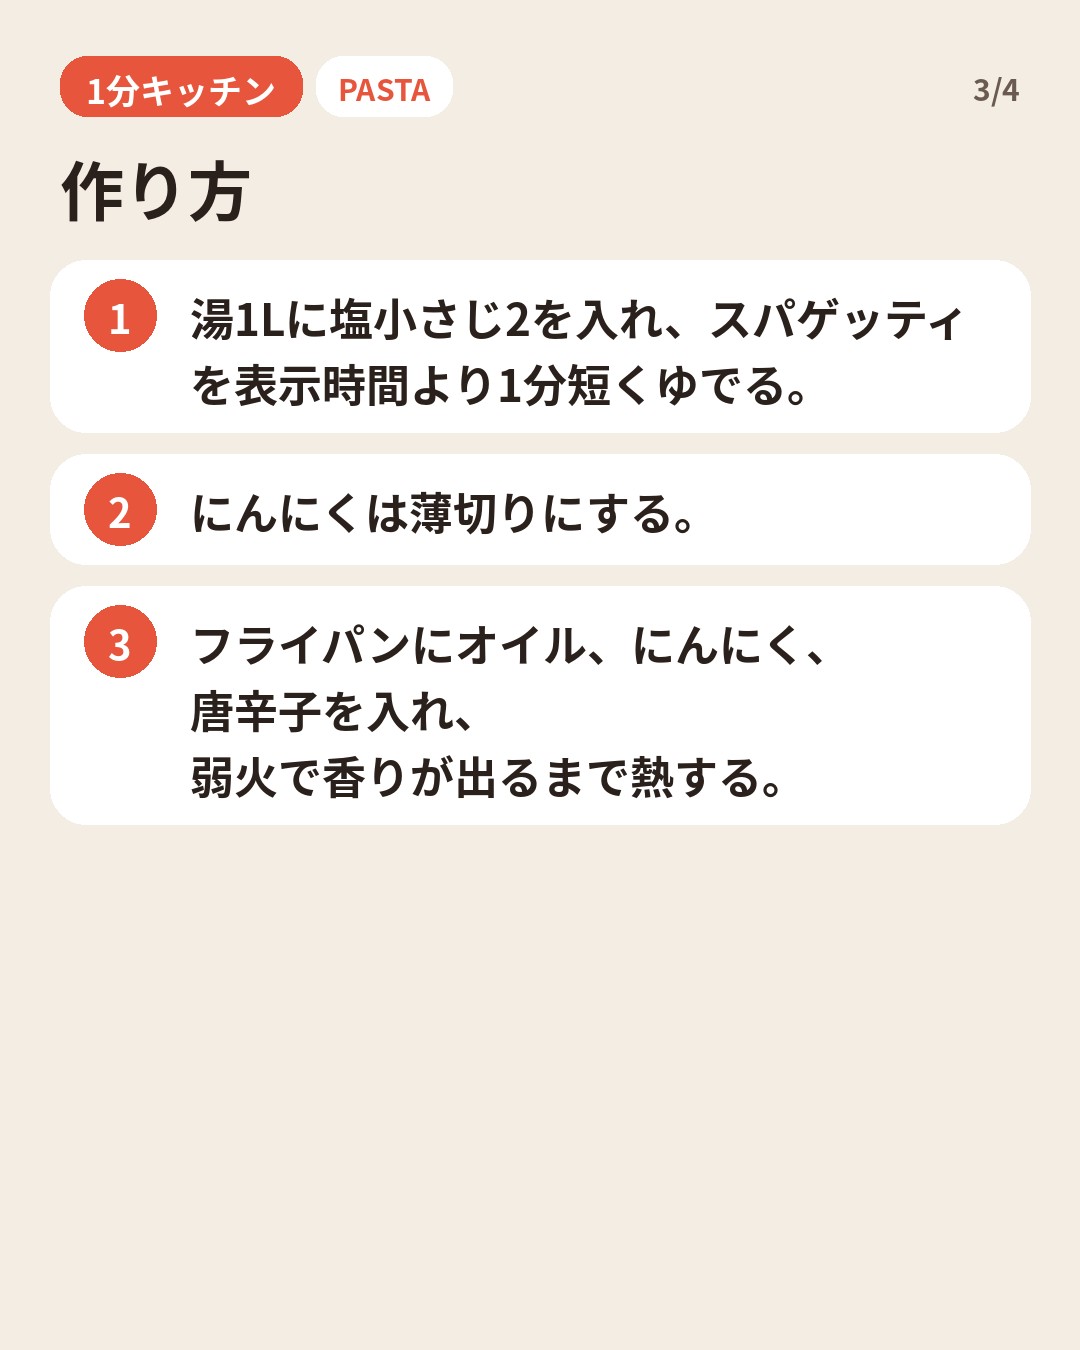 1分キッチン
PASTA
3/4
作り方
1
湯1Lに塩小さじ2を入れ、スパゲッティ
を表示時間より1分短くゆでる。
2
にんにくは薄切りにする。
3
フライパンにオイル、にんにく、
唐辛子を入れ、
弱火で香りが出るまで熱する。